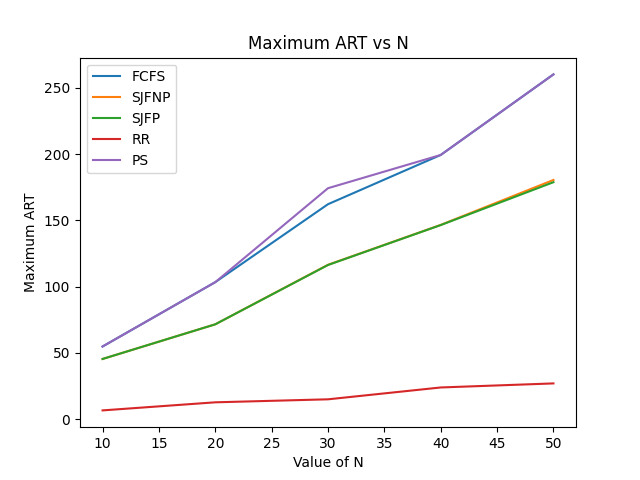 Maximum ART vs N
FCFS
SJFNP
SJFP
RR
PS
Maximum ART
250
200
150
100
50
0
10 15 20 25 30 35 40 45 50
Value of N